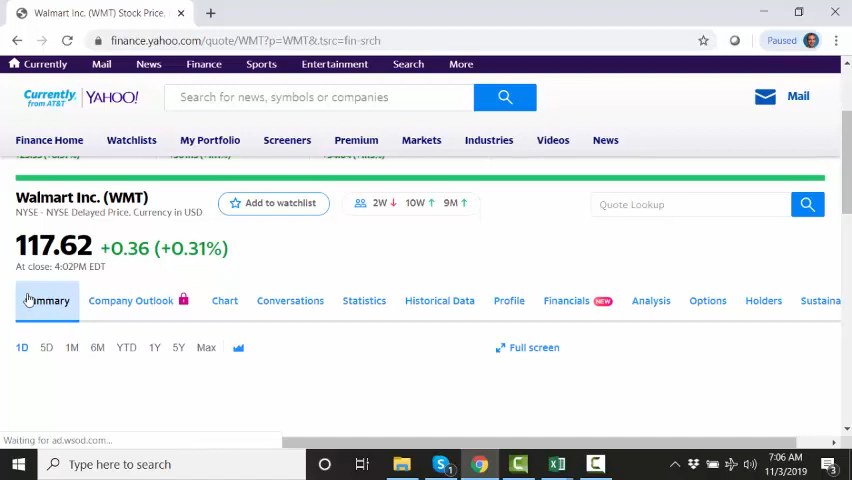 Walmart Inc. (WMT) Stock Price,
finance.yahoo.com/quote/WMT?p=WMT&.tsrc=fin-srch
Paused
Currently Mail News Finance Sports Entertainment Search More
Currently from AT&T YAHOO! Search for news, symbols or companies Mail
Finance Home Watchlists My Portfolio Screeners Premium Markets Industries Videos News
Walmart Inc. (WMT) Add to watchlist 2W 10W 9M Quote Lookup
NYSE - NYSE Delayed Price. Currency in USD
117.62 +0.36 (+0.31%)
At close: 4:02PM EDT
Summary Company Outlook Chart Conversations Statistics Historical Data Profile Financials NEW Analysis Options Holders Sustaina
1D 5D 1M 6M YTD 1Y 5Y Max Full screen
Waiting for ad.wsod.com...
Type here to search 1 7:06 AM
11/3/2019 3